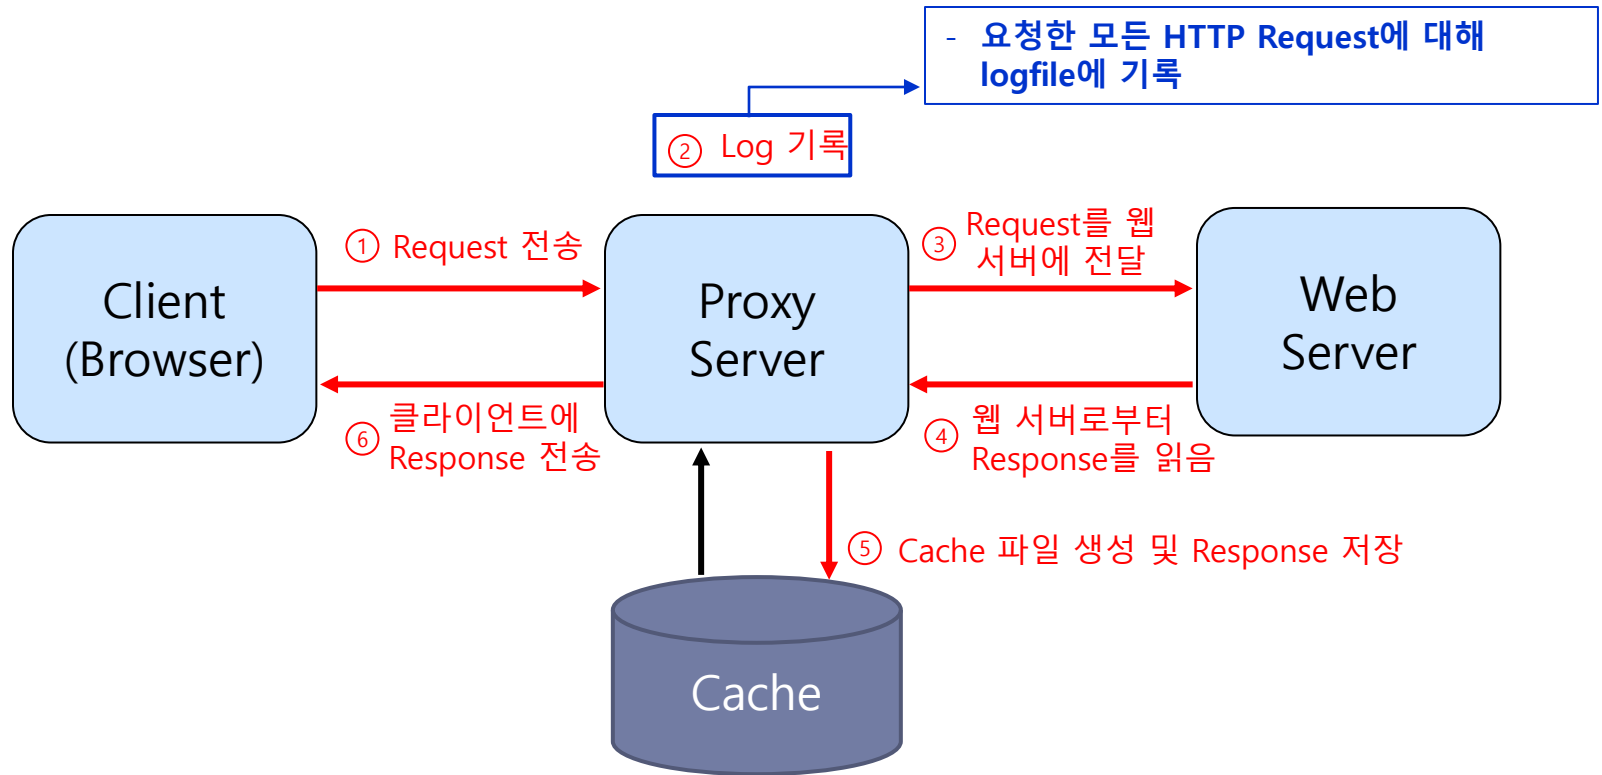 - 요청한 모든 HTTP Request에 대해
logfile에 기록
② Log 기록
Client
(Browser)
① Request 전송
Proxy
Server
③ Request를 웹
서버에 전달
Web
Server
⑥ 클라이언트에
Response 전송
④ 웹 서버로부터
Response를 읽음
⑤ Cache 파일 생성 및 Response 저장
Cache